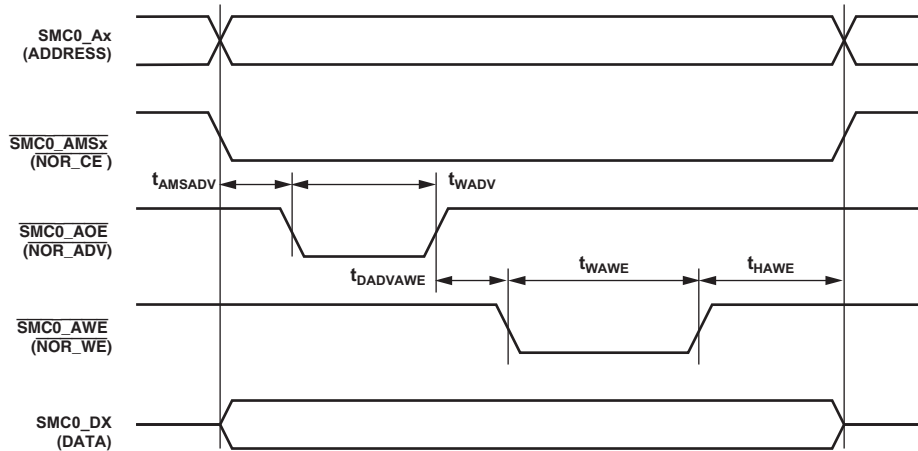 SMC0_Ax
(ADDRESS)
SMC0_AMSx
(NOR_CE)
tAMSADV
tWADV
SMC0_AOE
(NOR_ADV)
tDADVAWE
tWAWE
tHAWE
SMC0_AWE
(NOR_WE)
SMC0_DX
(DATA)